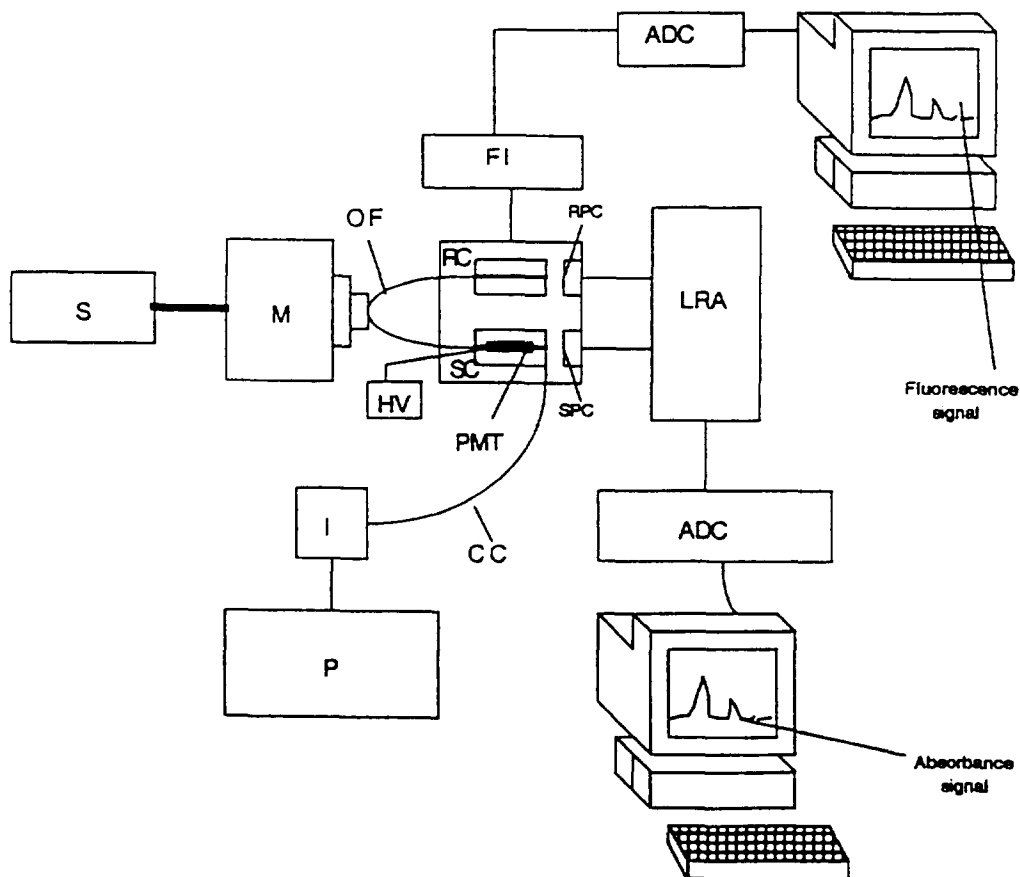 ADC
FI
OF
RPC
RC
S
M
LRA
SC
SPC
HV
PMT
Fluorescence
signal
I
CC
ADC
P
Absorbance
signal